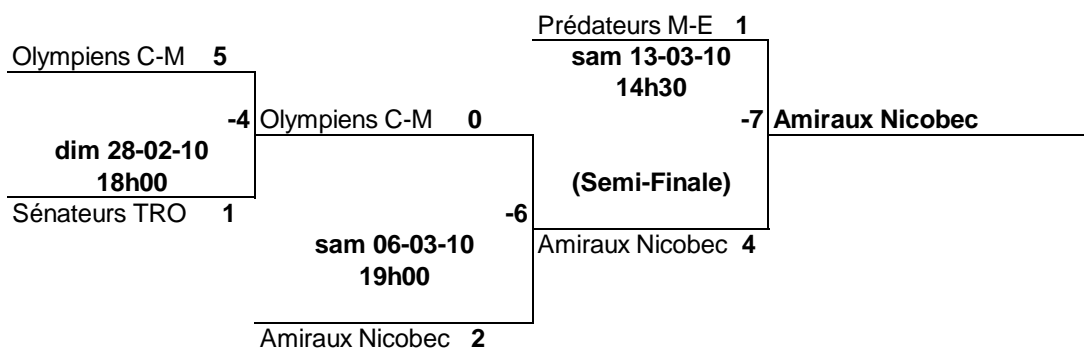 Prédateurs M-E 1
Olympiens C-M 5
sam 13-03-10
14h30
-4 Olympiens C-M 0
-7 Amiraux Nicobec
dim 28-02-10
18h00
(Semi-Finale)
Sénateurs TRO 1
-6
sam 06-03-10
19h00
Amiraux Nicobec 4
Amiraux Nicobec 2